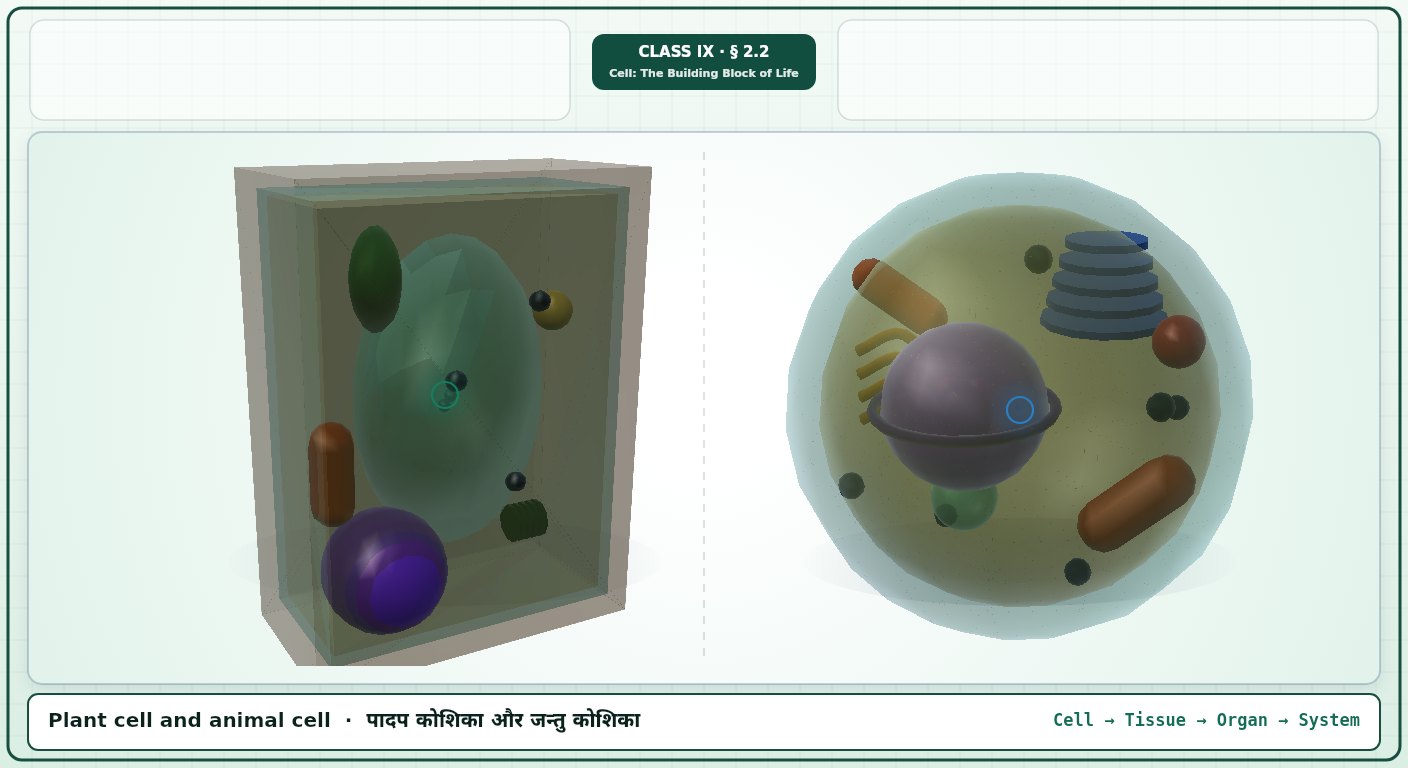 CLASS IX · § 2.2
Cell: The Building Block of Life
Plant cell and animal cell · पादप कोशिका और जन्तु कोशिका
Cell → Tissue → Organ → System